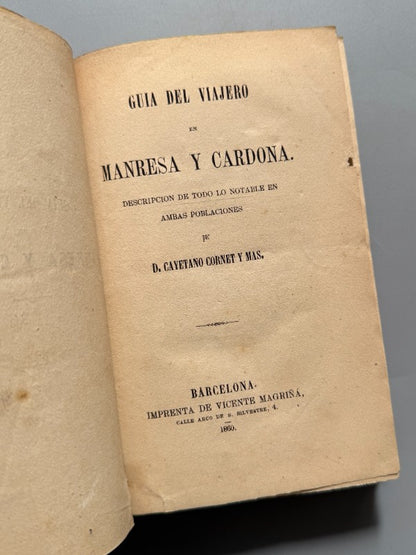 GUIA DEL VIAJERO
EN
MANRESA Y CARDONA.
DESCRIPCION DE TODO LO NOTABLE EN
AMBAS POBLACIONES
D. CAYETANO CORNET Y MAS.
BARCELONA.
IMPRENTA DE VICENTE MAGRIÑÁ,
CALLE ARCO DE S. SILVESTRE, 4.
1860.